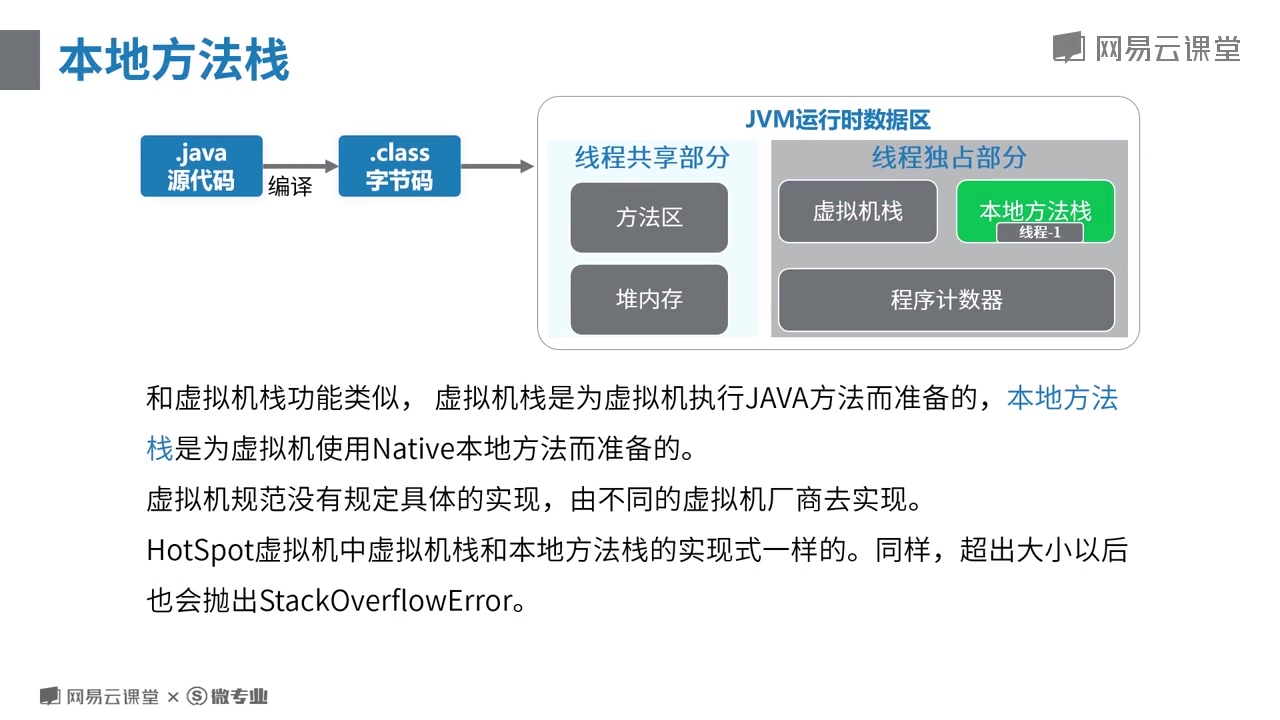 本地方法栈
网易云课堂
JVM运行时数据区
.java
源代码
编译
.class
字节码
线程共享部分
方法区
堆内存
线程独占部分
虚拟机栈
本地方法栈
线程-1
程序计数器
和虚拟机栈功能类似， 虚拟机栈是为虚拟机执行JAVA方法而准备的，本地方法
栈是为虚拟机使用Native本地方法而准备的。
虚拟机规范没有规定具体的实现，由不同的虚拟机厂商去实现。
HotSpot虚拟机中虚拟机栈和本地方法栈的实现式一样的。同样，超出大小以后
也会抛出StackOverflowError。
网易云课堂 × Ⓢ微专业